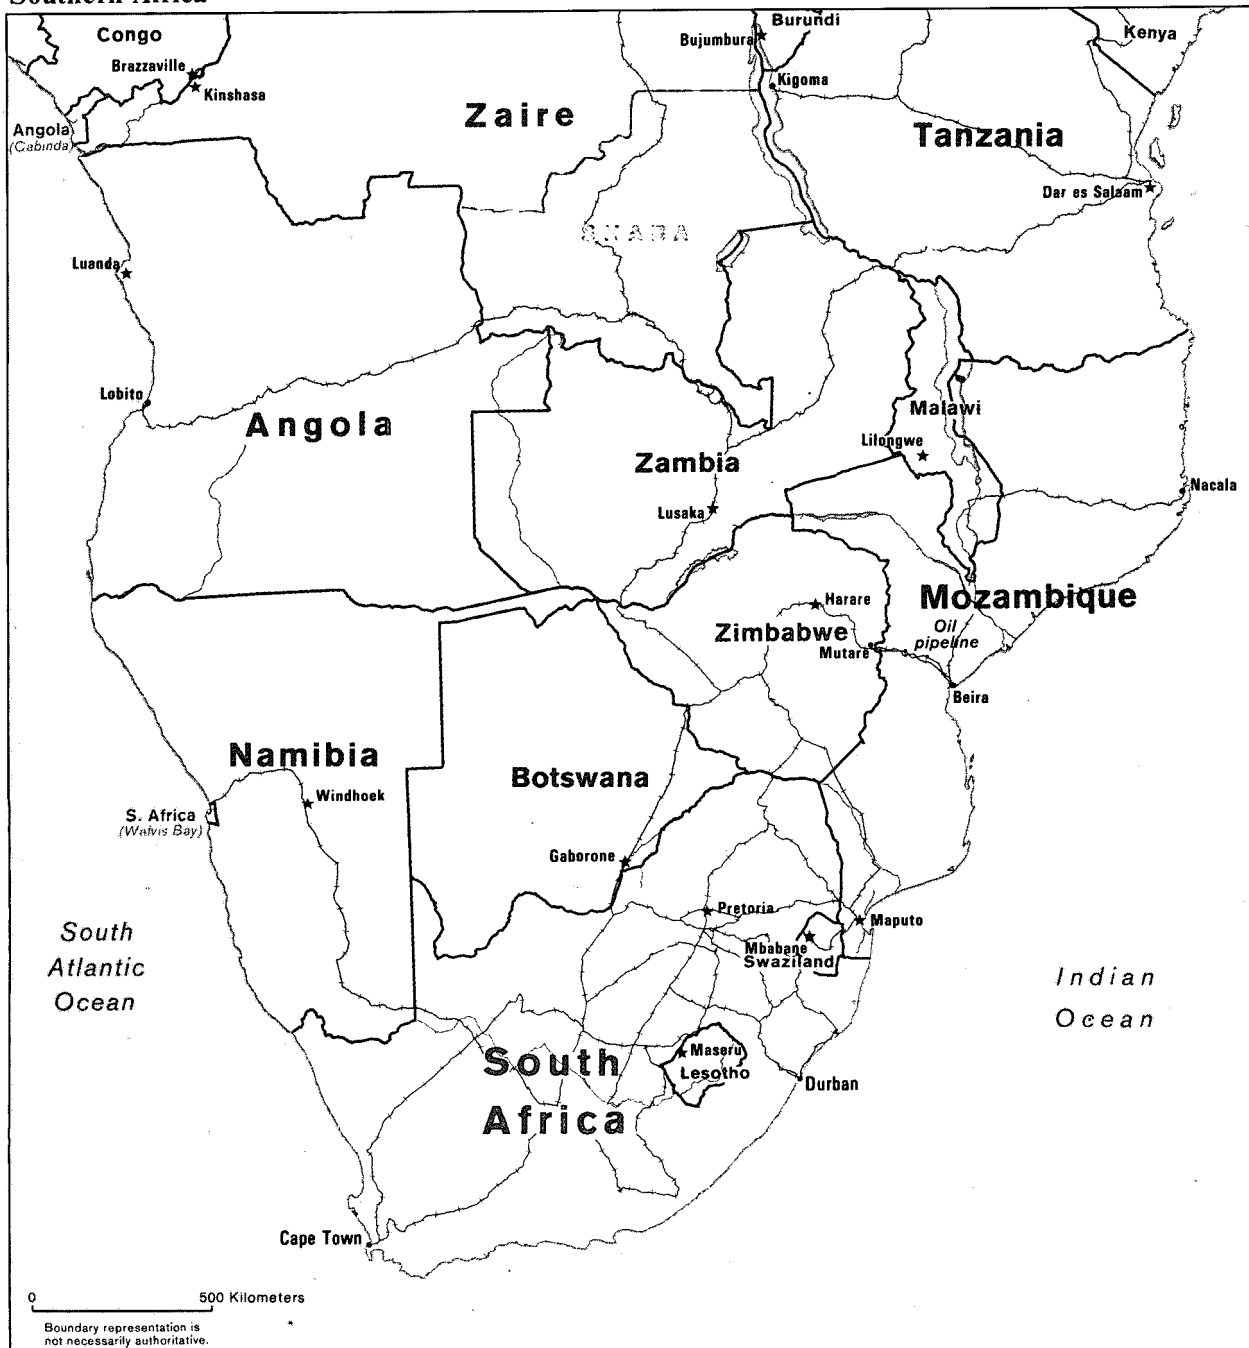 Southern Africa
Congo
Brazzaville
Kinshasa
Angola
(Cabinda)
Zaire
Bujumbura
Burundi
Kigoma
Kenya
Tanzania
Dar es Salaam
SHABA
Luanda
Lobito
Angola
Zambia
Lusaka
Malawi
Lilongwe
Nacala
Mozambique
Harare
Zimbabwe
Mutare
Oil
pipeline
Beira
Namibia
Windhoek
S. Africa
(Walvis Bay)
Botswana
Gaborone
Pretoria
Mbabane
Swaziland
Maputo
South
Atlantic
Ocean
Indian
Ocean
Maseru
Lesotho
Durban
South
Africa
Cape Town
0 500 Kilometers
Boundary representation is
not necessarily authoritative.